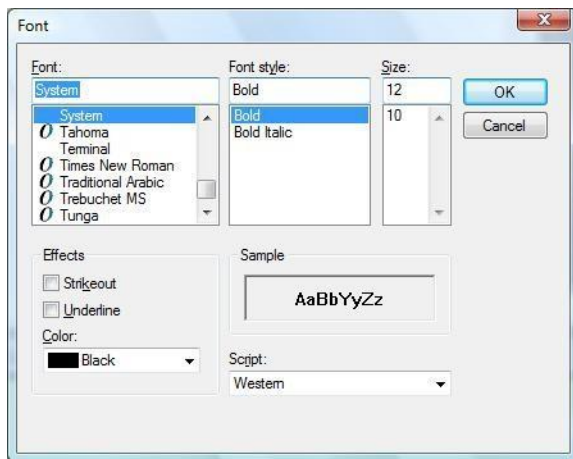 Font
Font:
System
System
Tahoma
Terminal
Times New Roman
Traditional Arabic
Trebuchet MS
Tunga
Font style:
Bold
Bold
Bold Italic
Size:
12
10
OK
Cancel
Effects
Strikeout
Underline
Color:
Black
Sample
AaBbYyZz
Script:
Western